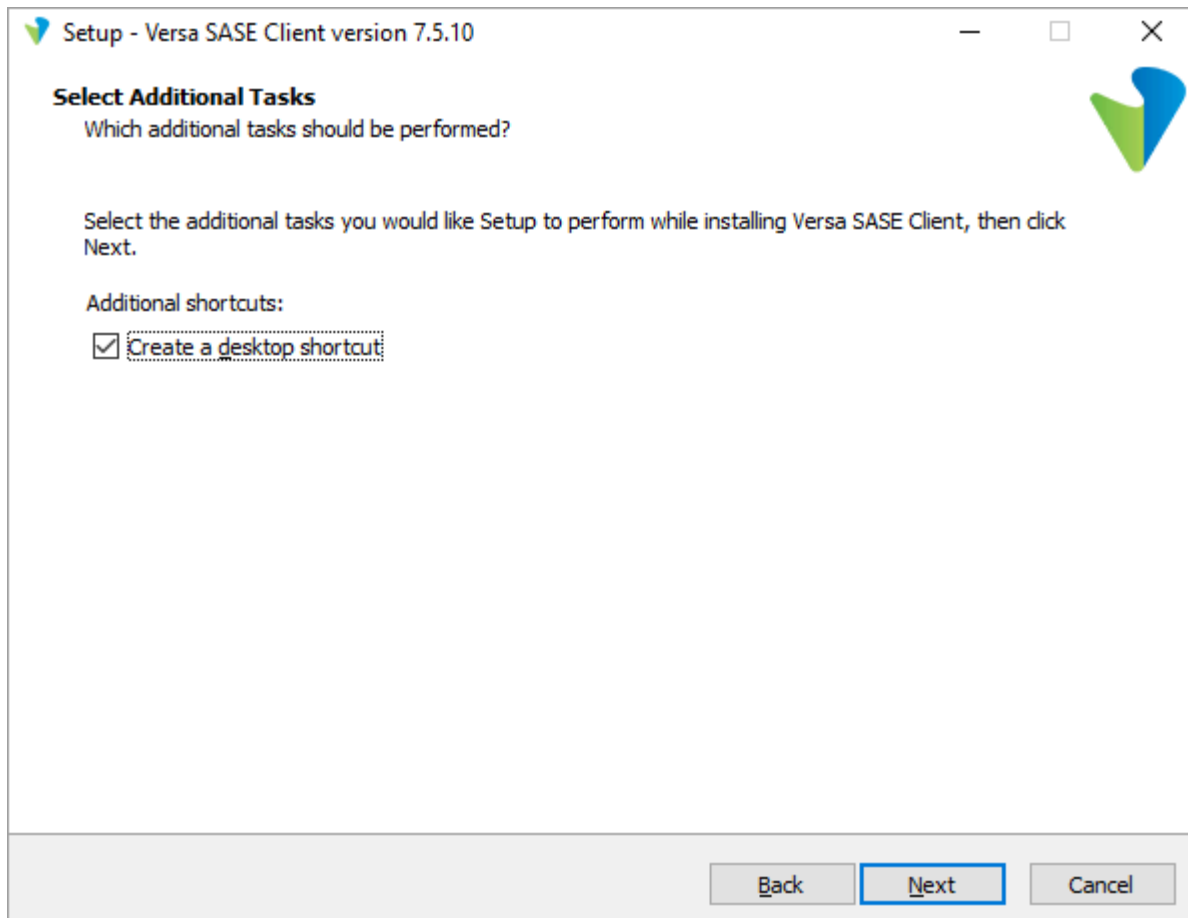 Setup - Versa SASE Client version 7.5.10
Select Additional Tasks
Which additional tasks should be performed?
Select the additional tasks you would like Setup to perform while installing Versa SASE Client, then click
Next.
Additional shortcuts:
Create a desktop shortcut
Back
Next
Cancel